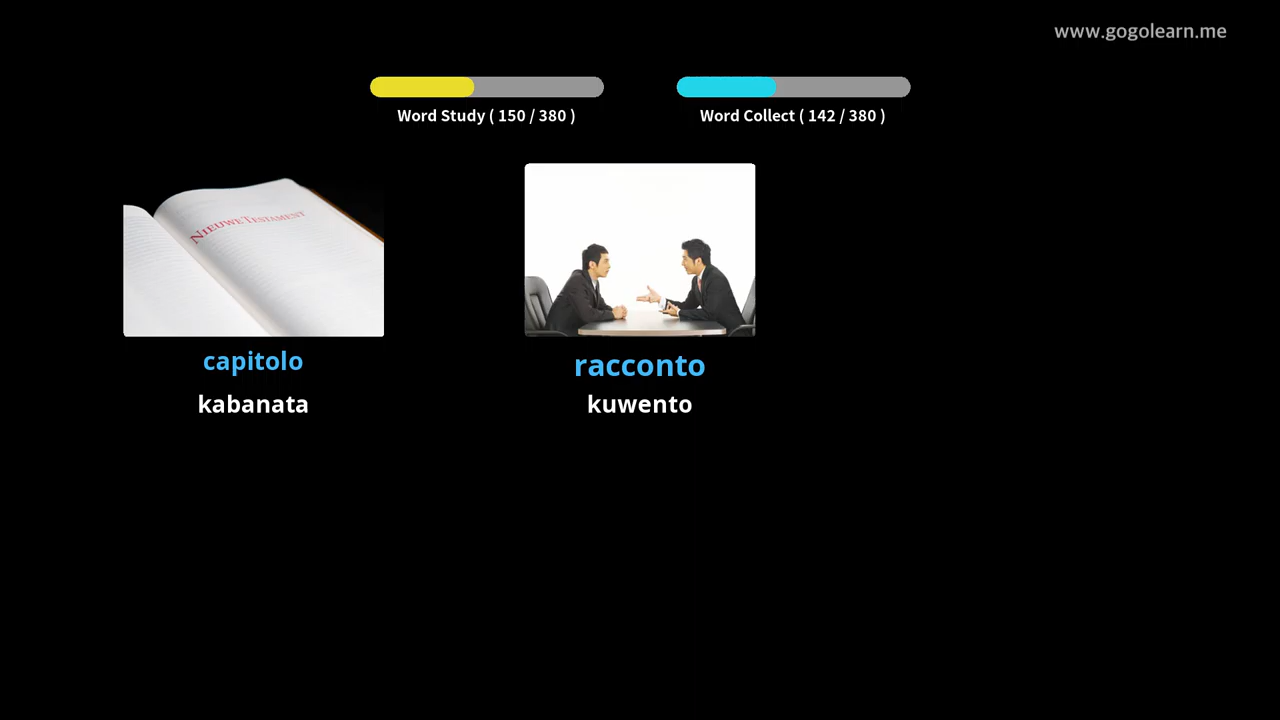 www.gogolearn.me
Word Study ( 150 / 380 )
Word Collect ( 142 / 380 )
NIEUWE TESTAMENT
capitolo
kabanata
racconto
kuwento